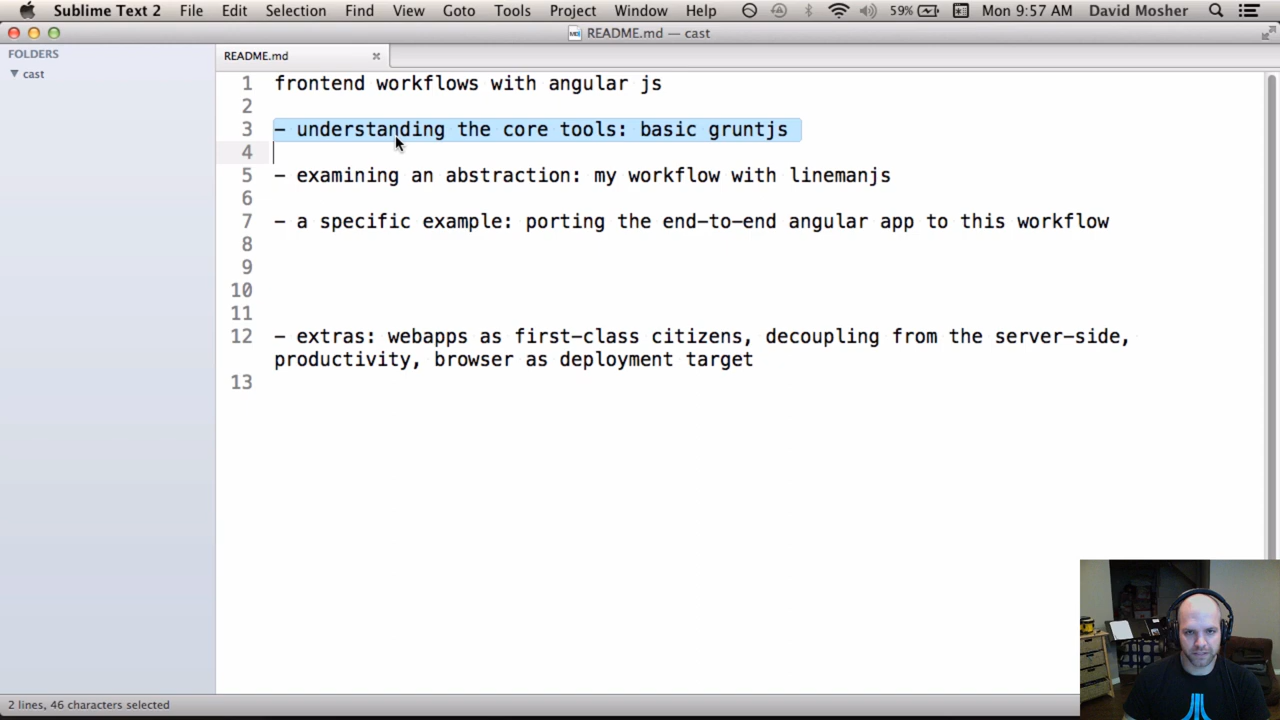 Sublime Text 2 File Edit Selection Find View Goto Tools Project Window Help 59% Mon 9:57 AM David Mosher
README.md — cast
FOLDERS
cast
README.md
1 frontend workflows with angular js
2
3 - understanding the core tools: basic gruntjs
4
5 - examining an abstraction: my workflow with linemanjs
6
7 - a specific example: porting the end-to-end angular app to this workflow
8
9
10
11
12 - extras: webapps as first-class citizens, decoupling from the server-side,
productivity, browser as deployment target
13
2 lines, 46 characters selected